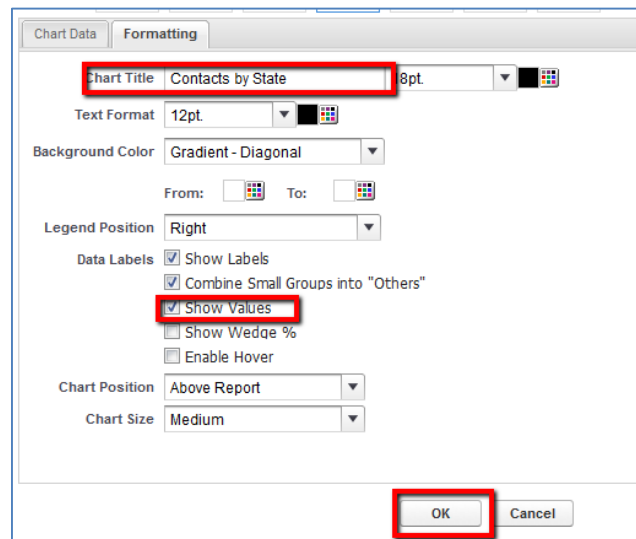 Chart Data Formatting
Chart Title Contacts by State 18pt.
Text Format 12pt.
Background Color Gradient - Diagonal
From: To:
Legend Position Right
Data Labels Show Labels
Combine Small Groups into "Others"
Show Values
Show Wedge %
Enable Hover
Chart Position Above Report
Chart Size Medium
OK Cancel